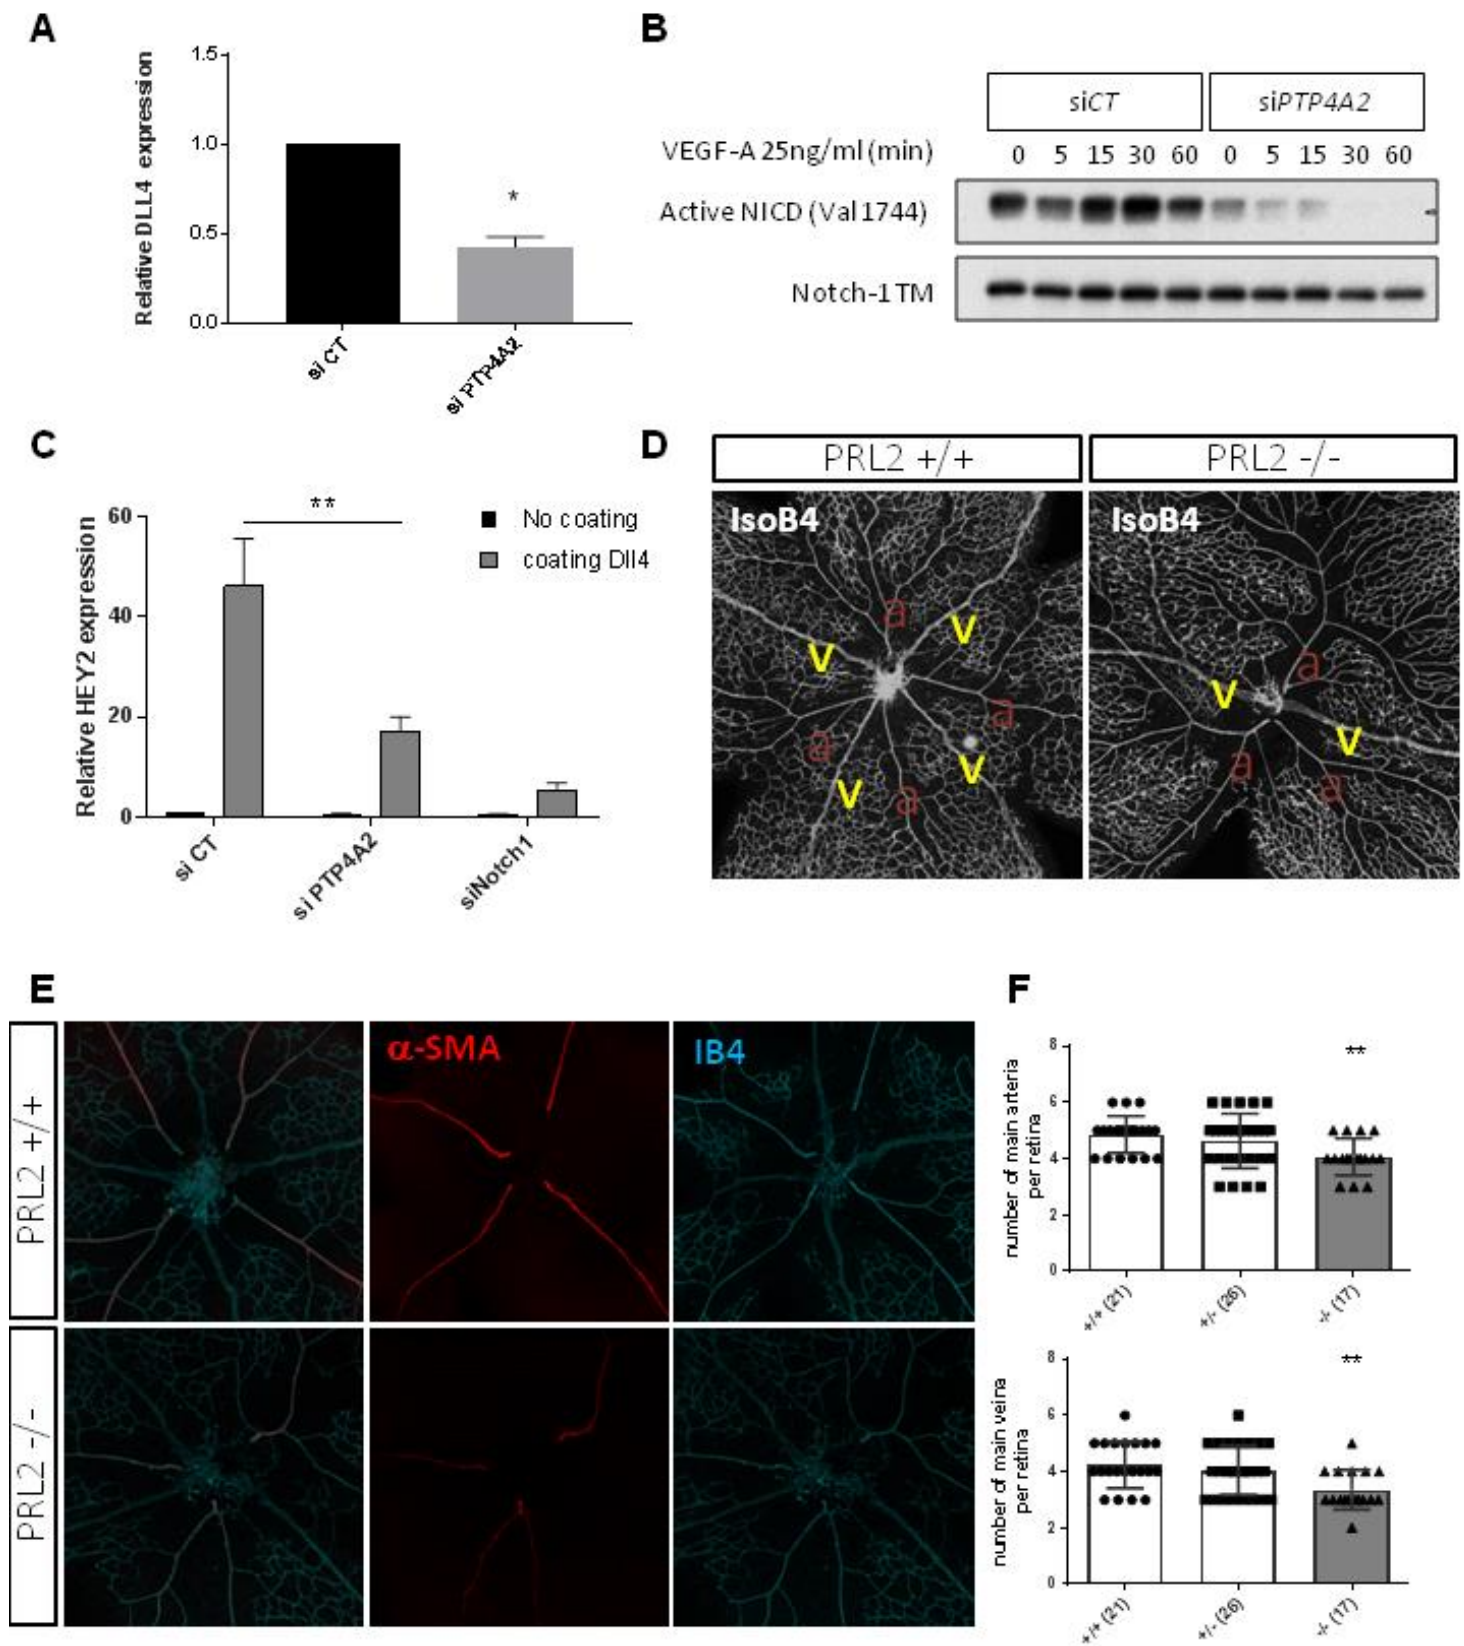 A
Relative DLL4 expression
1.5
1.0
0.5
0.0
*
si CT
si PTP4A2
B
siCT
siPTP4A2
VEGF-A 25ng/ml (min)
0 5 15 30 60 0 5 15 30 60
Active NICD (Val1744)
Notch-1 TM
C
Relative HEY2 expression
60
40
20
0
**
No coating
coating Dll4
si CT
si PTP4A2
siNotch1
D
PRL2 +/+
PRL2 -/-
IsoB4
IsoB4
a
v
v
a
a
v
v
a
a
v
v
a
a
E
PRL2 +/+
PRL2 -/-
α-SMA
IB4
F
number of main arteria
per retina
8
6
4
2
0
**
+/+ (21)
+/- (26)
-/- (17)
number of main veina
per retina
8
6
4
2
0
**
+/+ (21)
+/- (26)
-/- (17)